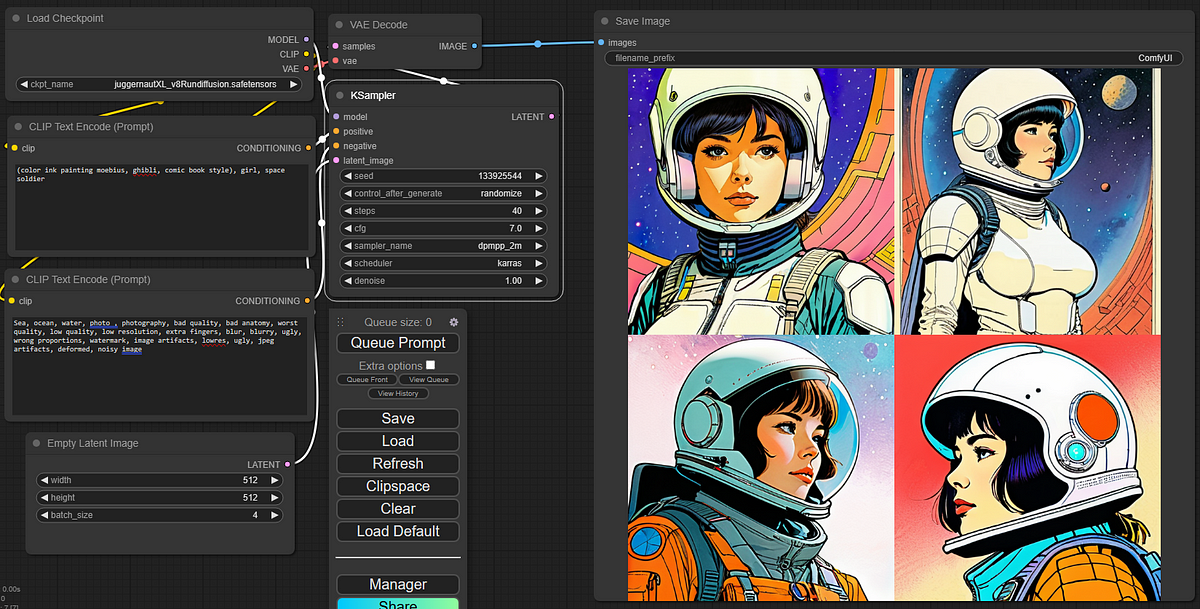 Load Checkpoint
MODEL
CLIP
VAE
ckpt_name juggernautXL_v8Rundiffusion.safetensors
CLIP Text Encode (Prompt)
clip CONDITIONING
(color ink painting moebius, ghibli, comic book style), girl, space
soldier
CLIP Text Encode (Prompt)
clip CONDITIONING
Sea, ocean, water, photo , photography, bad quality, bad anatomy, worst
quality, low quality, low resolution, extra fingers, blur, blurry, ugly,
wrong proportions, watermark, image artifacts, lowres, ugly, jpeg
artifacts, deformed, noisy image
Empty Latent Image
LATENT
width 512
height 512
batch_size 4
0.00s
0
VAE Decode
samples IMAGE
vae
KSampler
model LATENT
positive
negative
latent_image
seed 133925544
control_after_generate randomize
steps 40
cfg 7.0
sampler_name dpmpp_2m
scheduler karras
denoise 1.00
Queue size: 0
Queue Prompt
Extra options
Queue Front View Queue
View History
Save
Load
Refresh
Clipspace
Clear
Load Default
Manager
Share
Save Image
images
filename_prefix ComfyUI